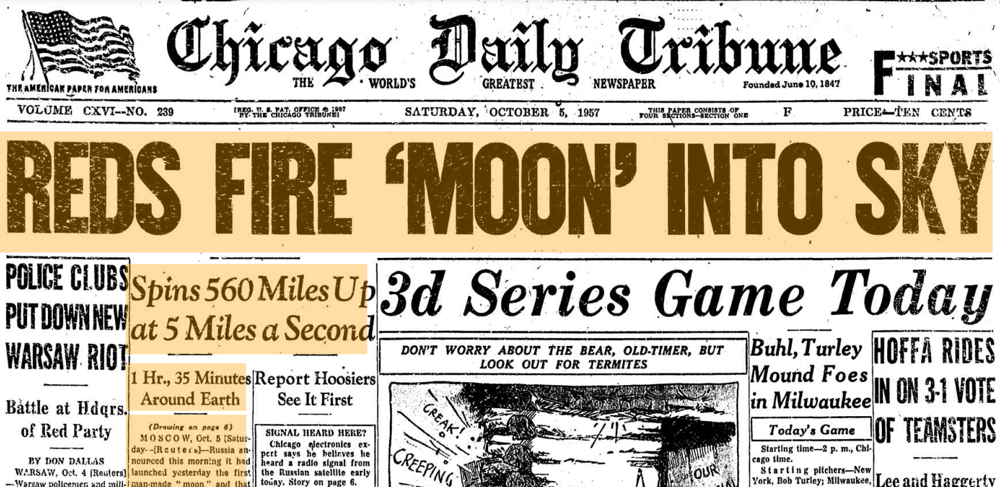 Chicago Daily Tribune
THE AMERICAN PAPER FOR AMERICANS
THE · WORLD'S GREATEST NEWSPAPER
Founded June 10, 1847
F ★★★SPORTS
FINAL
VOLUME CXVI--NO. 239
[REG. U. S. PAT. OFFICE © 1957
BY THE CHICAGO TRIBUNE]
SATURDAY, OCTOBER 5, 1957
THIS PAPER CONSISTS OF
FOUR SECTIONS—SECTION ONE
F
PRICE—TEN CENTS
REDS FIRE ‘MOON’ INTO SKY
POLICE CLUBS
PUT DOWN NEW
WARSAW RIOT
Battle at Hdqrs.
of Red Party
BY DON DALLAS
WARSAW, Oct. 4 [Reuters]
—Warsaw policemen and mili-
Spins 560 Miles Up
at 5 Miles a Second
1 Hr., 35 Minutes
Around Earth
(Drawing on page 6)
MOSCOW, Oct. 5 [Satur-
day--[Reuters]—Russia an-
nounced this morning it had
launched yesterday the first
man-made "moon" and that
Report Hoosiers
See It First
SIGNAL HEARD HERE?
Chicago electronics ex-
pert says he believes he
heard a radio signal from
the Russian satellite early
today. Story on page 6.
3d Series Game Today
DON'T WORRY ABOUT THE BEAR, OLD-TIMER, BUT
LOOK OUT FOR TERMITES
CREAK!
CREEPING
OUR
Buhl, Turley
Mound Foes
in Milwaukee
Today's Game
Starting time—2 p. m., Chi-
cago time.
Starting pitchers—New
York, Bob Turley; Milwaukee,
HOFFA RIDES
IN ON 3-1 VOTE
OF TEAMSTERS
Lee and Haggerty